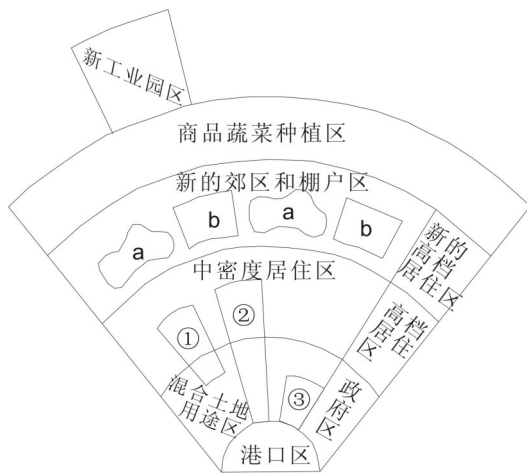 新工业园区
商品蔬菜种植区
新的郊区和棚户区
a
b
a
b
新的
高档
居住区
中密度居住区
①
②
高档
居住
区
混合土地
用途区
③
政府
区
港口区